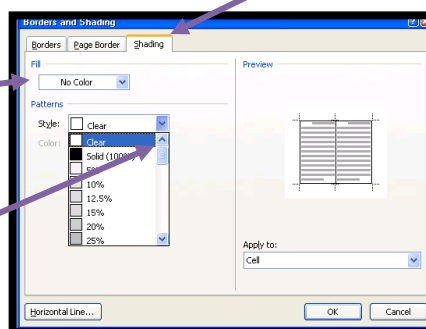 Borders and Shading
Borders Page Border Shading
Fill
No Color
Patterns
Style: Clear
Color:
Clear
Solid (100%)
5%
10%
12.5%
15%
20%
25%
Preview
Apply to:
Cell
Horizontal Line...
OK Cancel